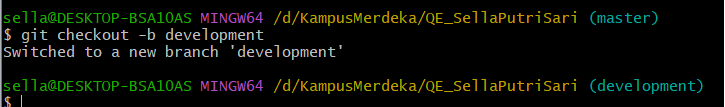 sella@DESKTOP-BSA10AS MINGW64 /d/KampusMerdeka/QE_SellaPutriSari (master)
$ git checkout -b development
Switched to a new branch 'development'
sella@DESKTOP-BSA10AS MINGW64 /d/KampusMerdeka/QE_SellaPutriSari (development)
$